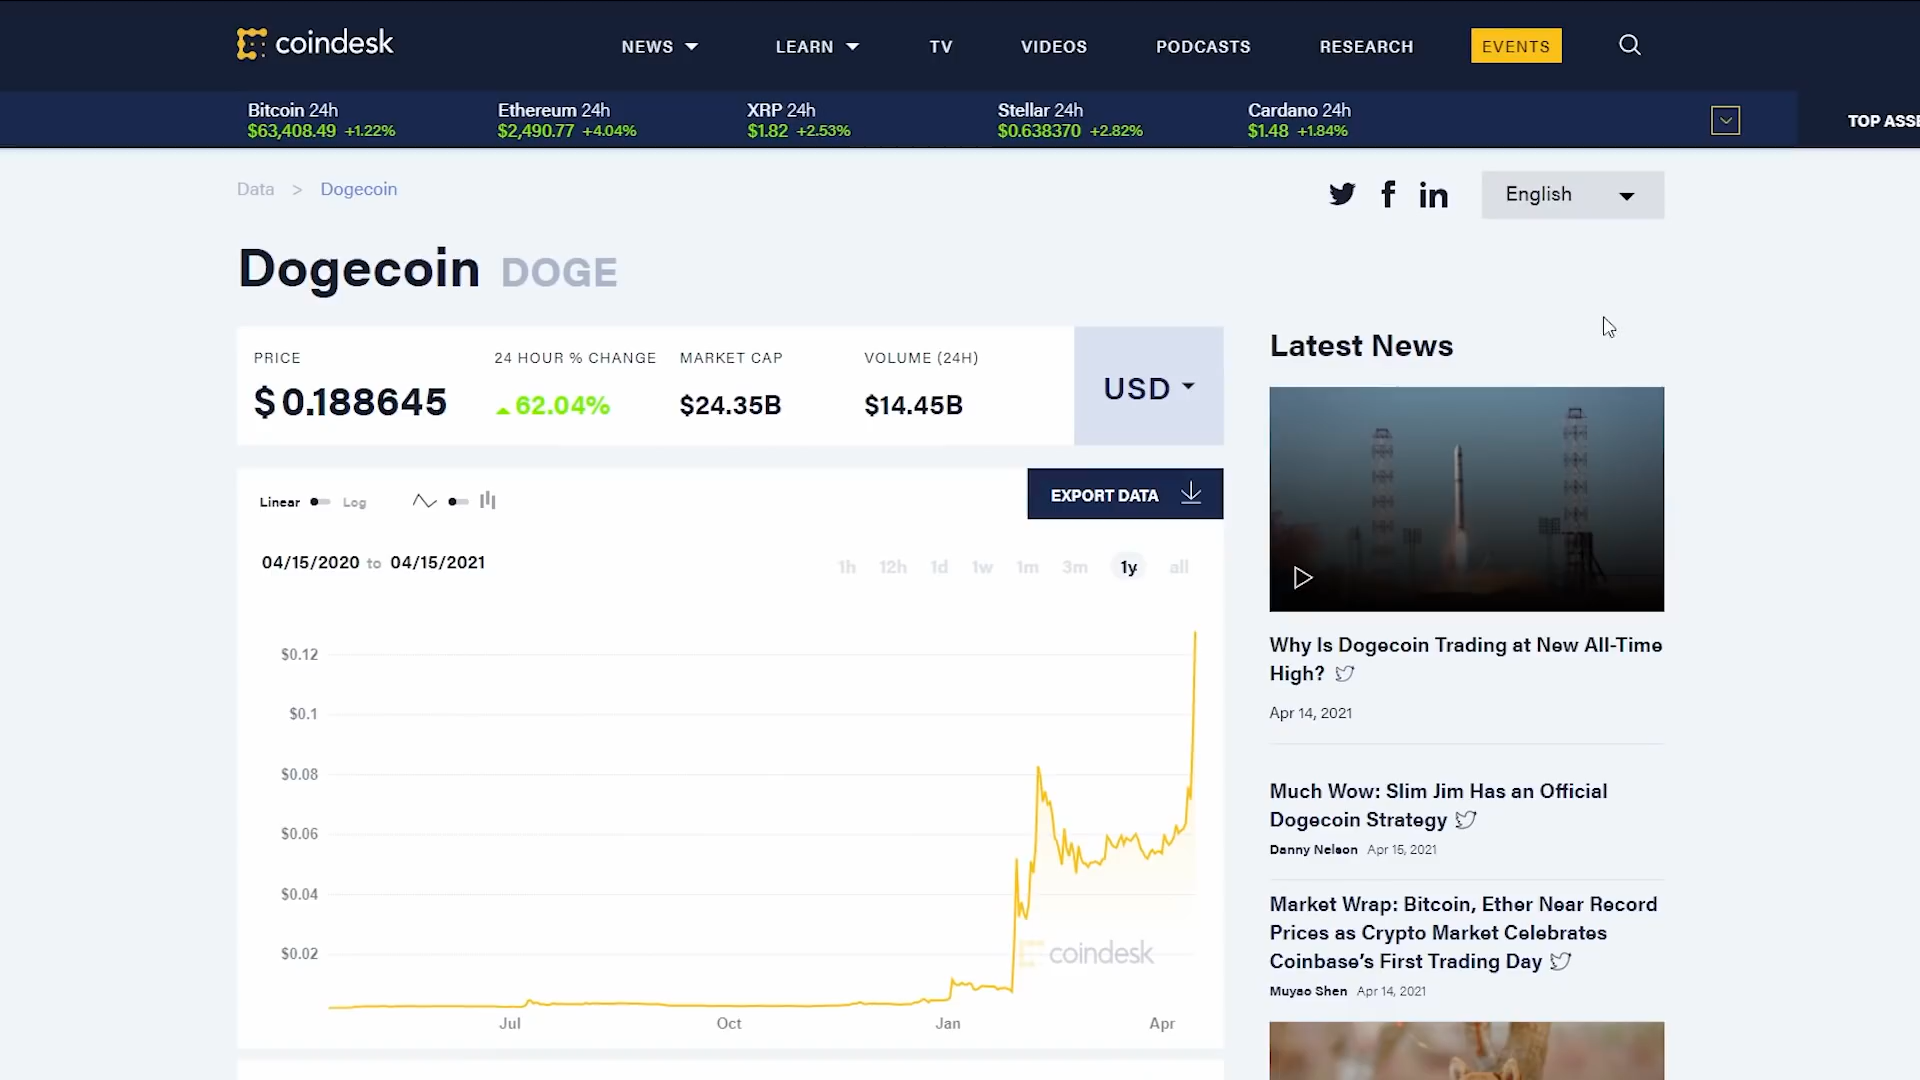 coindesk
NEWS
LEARN
TV
VIDEOS
PODCASTS
RESEARCH
EVENTS
Bitcoin 24h
$63,408.49 +1.22%
Ethereum 24h
$2,490.77 +4.04%
XRP 24h
$1.82 +2.53%
Stellar 24h
$0.638370 +2.82%
Cardano 24h
$1.48 +1.84%
TOP ASSE
Data > Dogecoin
English
Dogecoin DOGE
PRICE
$0.188645
24 HOUR % CHANGE
62.04%
MARKET CAP
$24.35B
VOLUME (24H)
$14.45B
USD
Linear Log
EXPORT DATA
04/15/2020 to 04/15/2021
1h 12h 1d 1w 1m 3m 1y all
$0.12
$0.1
$0.08
$0.06
$0.04
$0.02
coindesk
Jul Oct Jan Apr
Latest News
Why Is Dogecoin Trading at New All-Time
High?
Apr 14, 2021
Much Wow: Slim Jim Has an Official
Dogecoin Strategy
Danny Nelson Apr 15, 2021
Market Wrap: Bitcoin, Ether Near Record
Prices as Crypto Market Celebrates
Coinbase's First Trading Day
Muyao Shen Apr 14, 2021